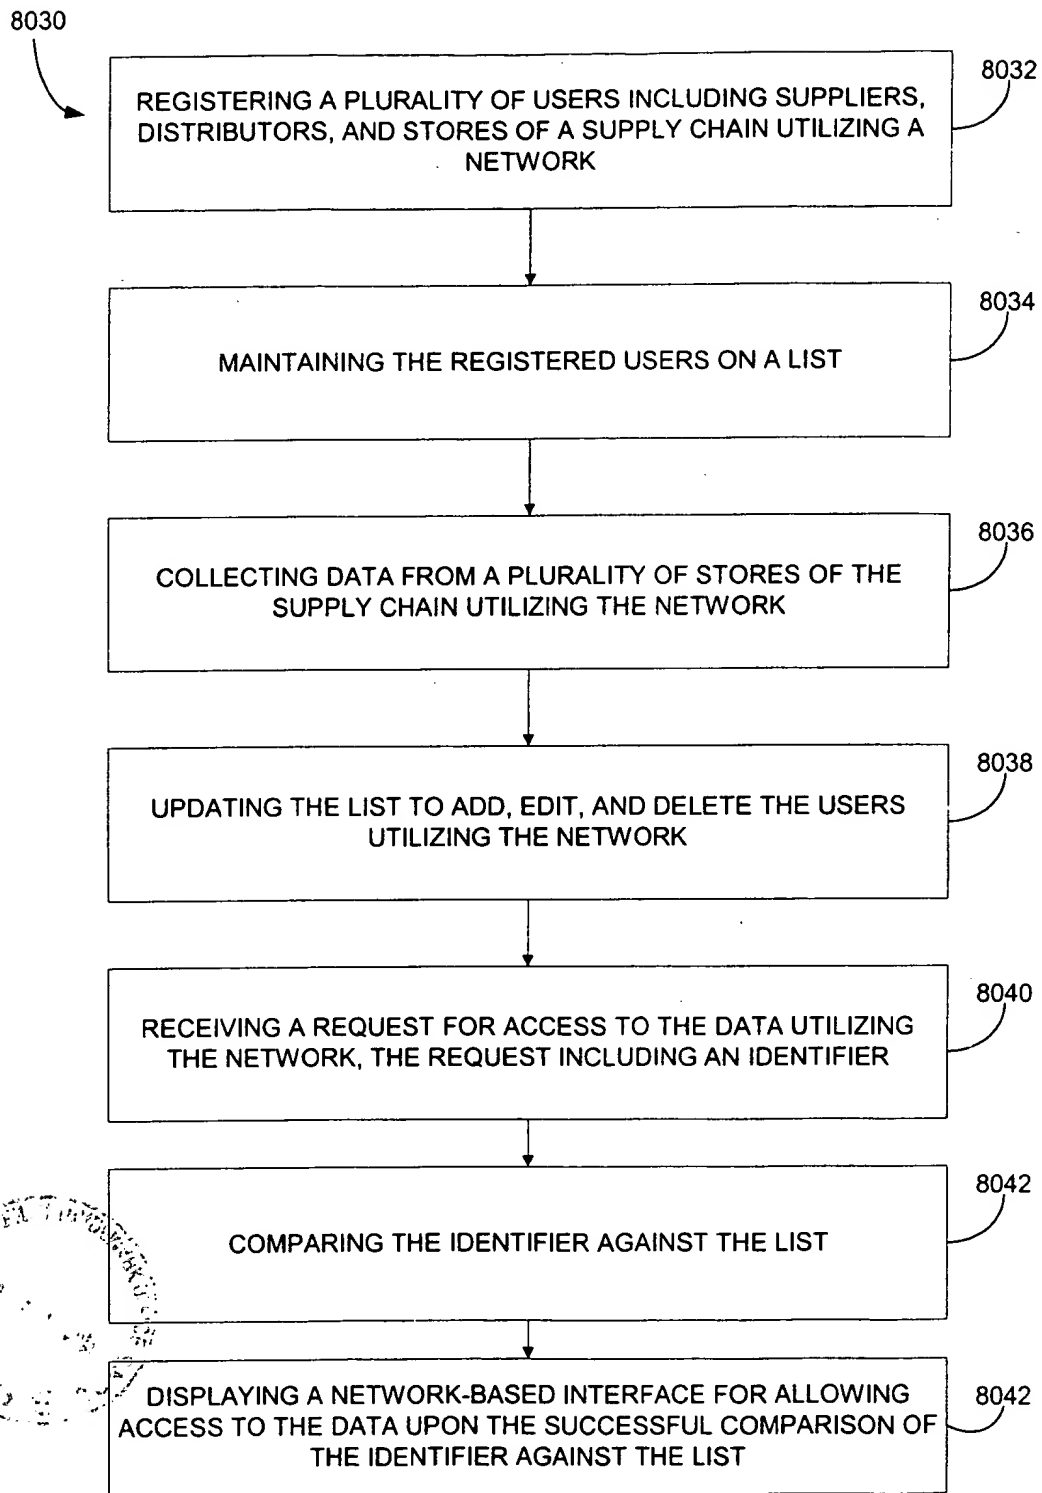 8030
8032
REGISTERING A PLURALITY OF USERS INCLUDING SUPPLIERS,
DISTRIBUTORS, AND STORES OF A SUPPLY CHAIN UTILIZING A
NETWORK
8034
MAINTAINING THE REGISTERED USERS ON A LIST
8036
COLLECTING DATA FROM A PLURALITY OF STORES OF THE
SUPPLY CHAIN UTILIZING THE NETWORK
8038
UPDATING THE LIST TO ADD, EDIT, AND DELETE THE USERS
UTILIZING THE NETWORK
8040
RECEIVING A REQUEST FOR ACCESS TO THE DATA UTILIZING
THE NETWORK, THE REQUEST INCLUDING AN IDENTIFIER
8042
COMPARING THE IDENTIFIER AGAINST THE LIST
8042
DISPLAYING A NETWORK-BASED INTERFACE FOR ALLOWING
ACCESS TO THE DATA UPON THE SUCCESSFUL COMPARISON OF
THE IDENTIFIER AGAINST THE LIST